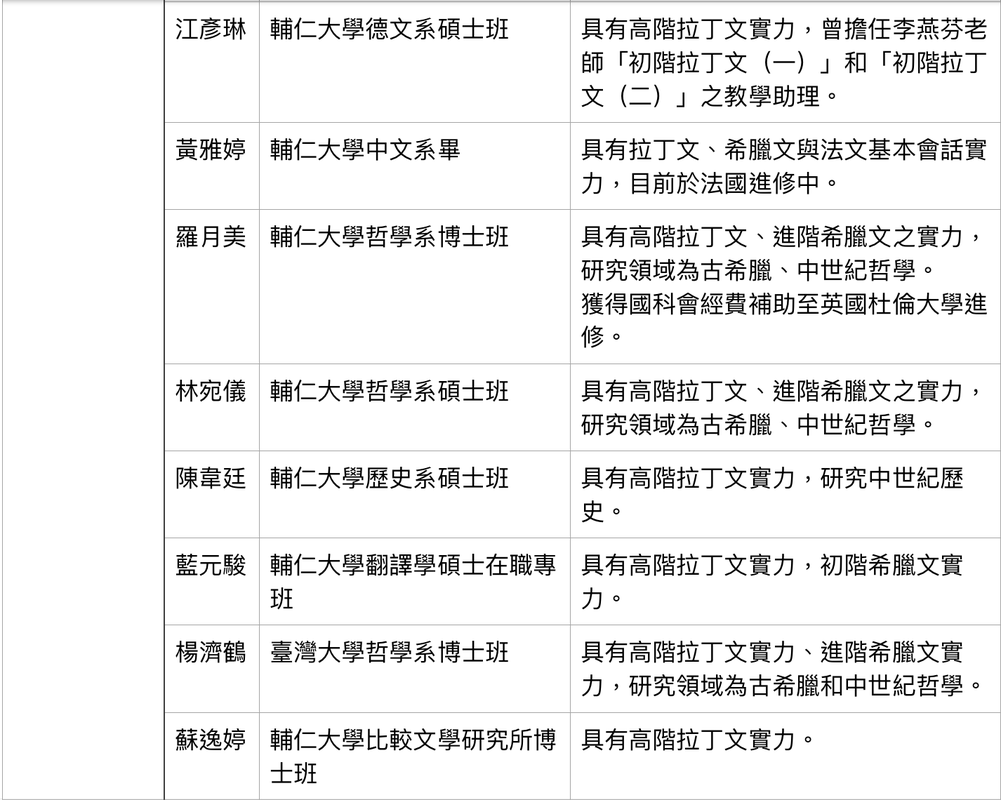 江彥琳
輔仁大學德文系碩士班
具有高階拉丁文實力，曾擔任李燕芬老
師「初階拉丁文（一）」和「初階拉丁
文（二）」之教學助理。
黃雅婷
輔仁大學中文系畢
具有拉丁文、希臘文與法文基本會話實
力，目前於法國進修中。
羅月美
輔仁大學哲學系博士班
具有高階拉丁文、進階希臘文之實力，
研究領域為古希臘、中世紀哲學。
獲得國科會經費補助至英國杜倫大學進
修。
林宛儀
輔仁大學哲學系碩士班
具有高階拉丁文、進階希臘文之實力，
研究領域為古希臘、中世紀哲學。
陳韋廷
輔仁大學歷史系碩士班
具有高階拉丁文實力，研究中世紀歷
史。
藍元駿
輔仁大學翻譯學碩士在職專
班
具有高階拉丁文實力，初階希臘文實
力。
楊濟鶴
臺灣大學哲學系博士班
具有高階拉丁文實力、進階希臘文實
力，研究領域為古希臘和中世紀哲學。
蘇逸婷
輔仁大學比較文學研究所博
士班
具有高階拉丁文實力。